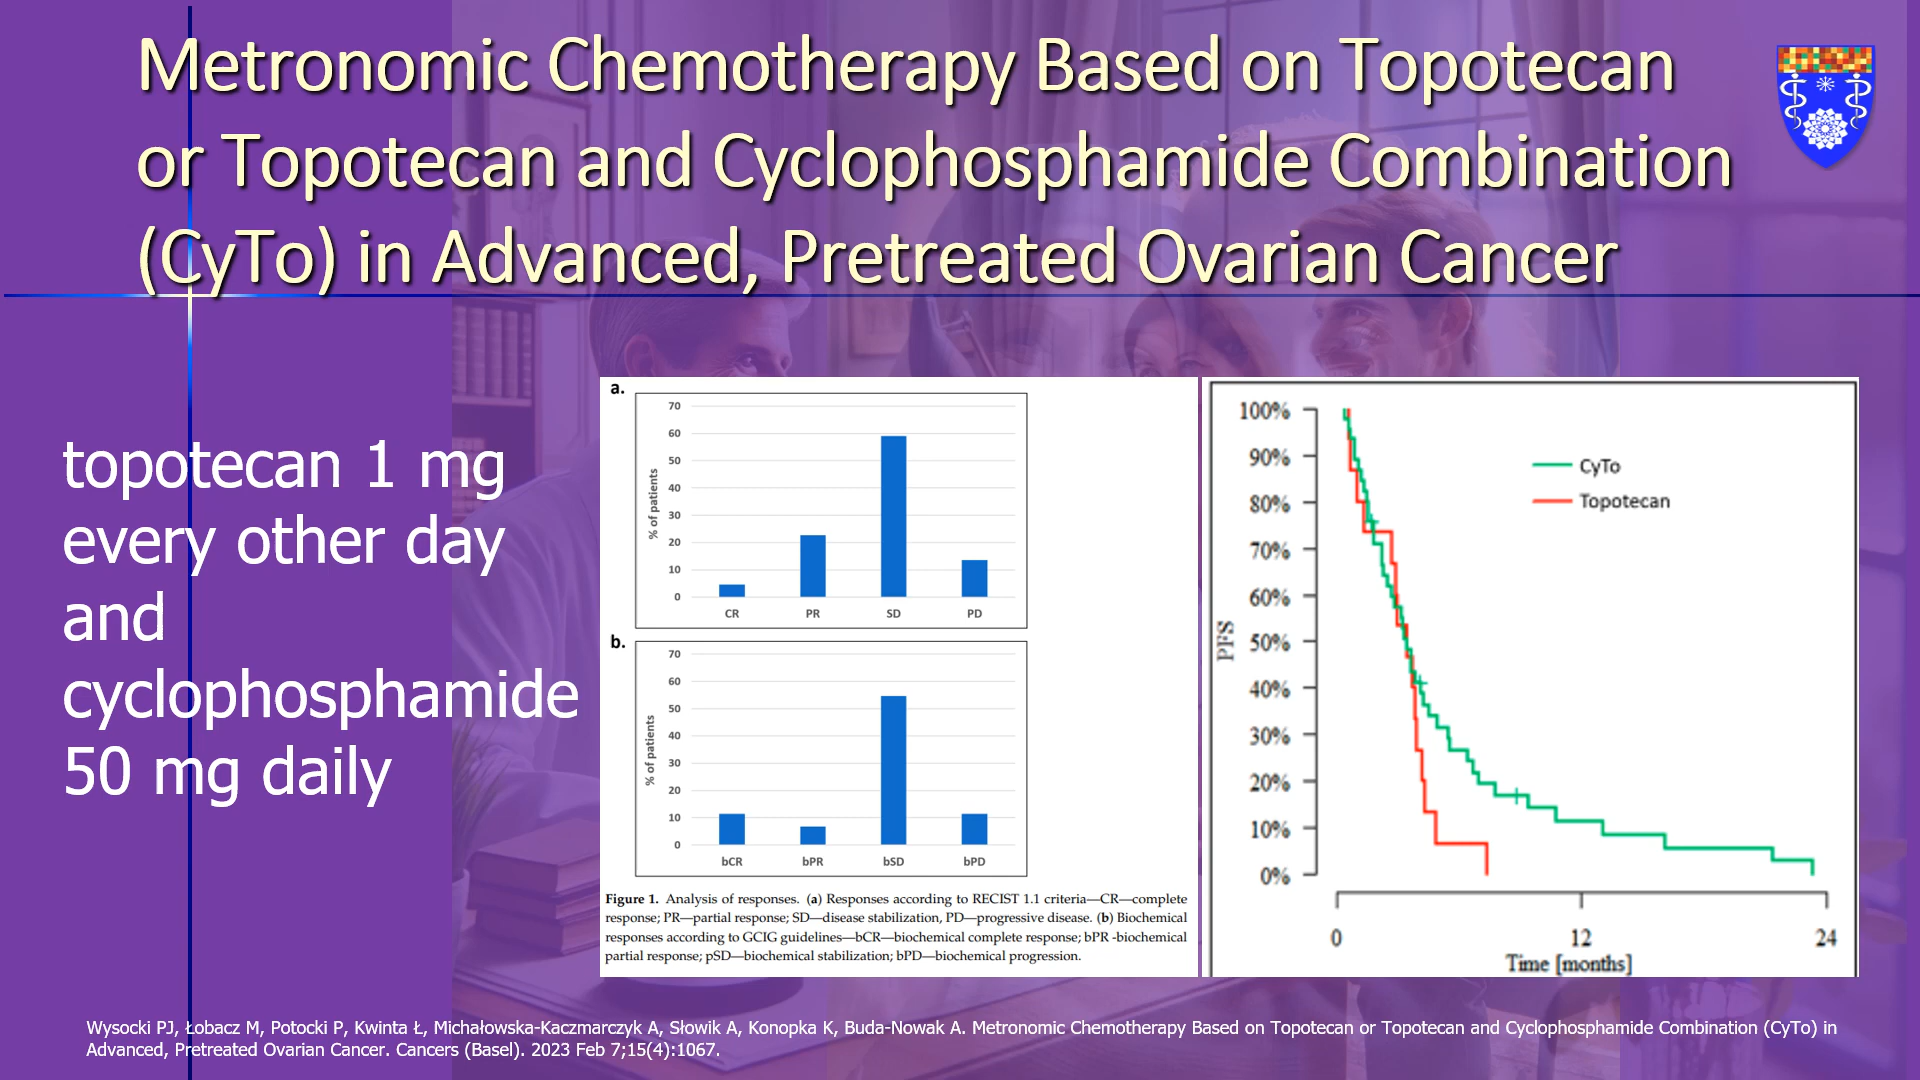 Metronomic Chemotherapy Based on Topotecan
or Topotecan and Cyclophosphamide Combination
(CyTo) in Advanced, Pretreated Ovarian Cancer
topotecan 1 mg
every other day
and
cyclophosphamide
50 mg daily
a.
% of patients
70
60
50
40
30
20
10
0
CR PR SD PD
b.
% of patients
70
60
50
40
30
20
10
0
bCR bPR bSD bPD
Figure 1. Analysis of responses. (a) Responses according to RECIST 1.1 criteria—CR—complete
response; PR—partial response; SD—disease stabilization, PD—progressive disease. (b) Biochemical
responses according to GCIG guidelines—bCR—biochemical complete response; bPR -biochemical
partial response; pSD—biochemical stabilization; bPD—biochemical progression.
PFS
100%
90%
80%
70%
60%
50%
40%
30%
20%
10%
0%
CyTo
Topotecan
0 12 24
Time [months]
Wysocki PJ, Łobacz M, Potocki P, Kwinta Ł, Michałowska-Kaczmarczyk A, Słowik A, Konopka K, Buda-Nowak A. Metronomic Chemotherapy Based on Topotecan or Topotecan and Cyclophosphamide Combination (CyTo) in
Advanced, Pretreated Ovarian Cancer. Cancers (Basel). 2023 Feb 7;15(4):1067.